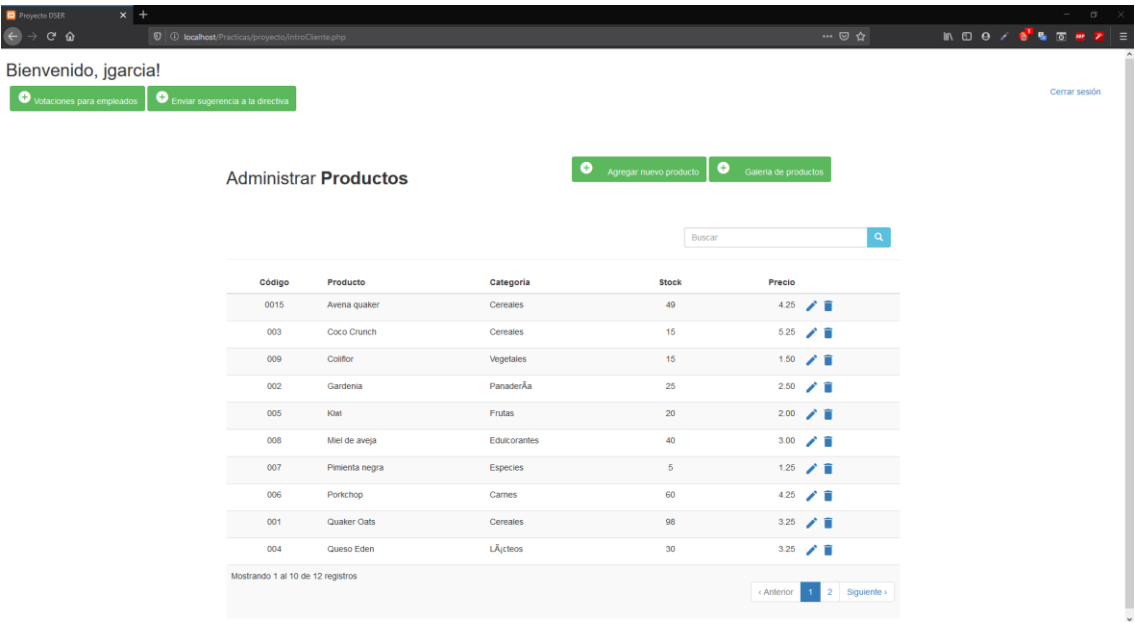 Proyecto DSER
localhost/Practicas/proyecto/IntroCliente.php
Bienvenido, jgarcia!
Votaciones para empleados
Enviar sugerencia a la directiva
Cerrar sesión
Administrar Productos
Agregar nuevo producto
Galeria de productos
Buscar
Código Producto Categoría Stock Precio
0015 Avena quaker Cereales 49 4.25
003 Coco Crunch Cereales 15 5.25
009 Coliflor Vegetales 15 1.50
002 Gardenia PanaderÃa 25 2.50
005 Kiwi Frutas 20 2.00
008 Miel de aveja Edulcorantes 40 3.00
007 Pimienta negra Especies 5 1.25
006 Porkchop Carnes 60 4.25
001 Quaker Oats Cereales 98 3.25
004 Queso Eden LÃ¡cteos 30 3.25
Mostrando 1 al 10 de 12 registros
‹ Anterior 1 2 Siguiente ›